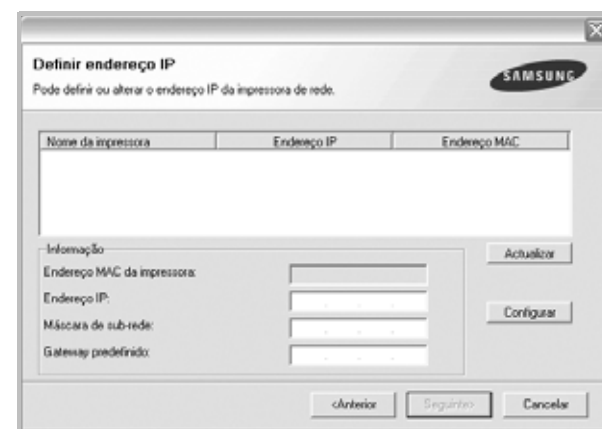 Definir endereço IP
Pode definir ou alterar o endereço IP da impressora de rede.
SAMSUNG
Nome da impressora Endereço IP Endereço MAC
Informação
Endereço MAC da impressora:
Endereço IP:
Máscara de sub-rede:
Gateway predefinido:
Actualizar
Configurar
<Anterior Seguinte> Cancelar